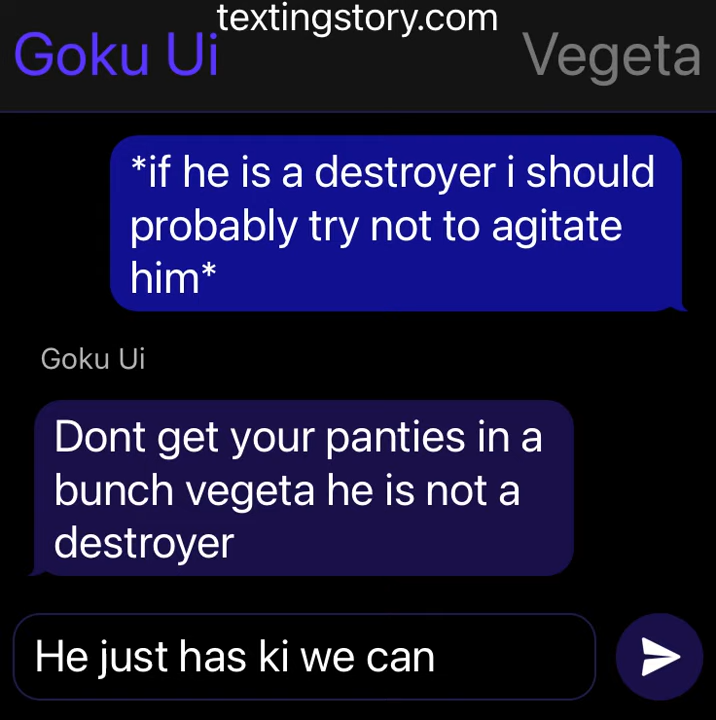 textingstory.com
Goku Ui
Vegeta
*if he is a destroyer i should
probably try not to agitate
him*
Goku Ui
Dont get your panties in a
bunch vegeta he is not a
destroyer
He just has ki we can